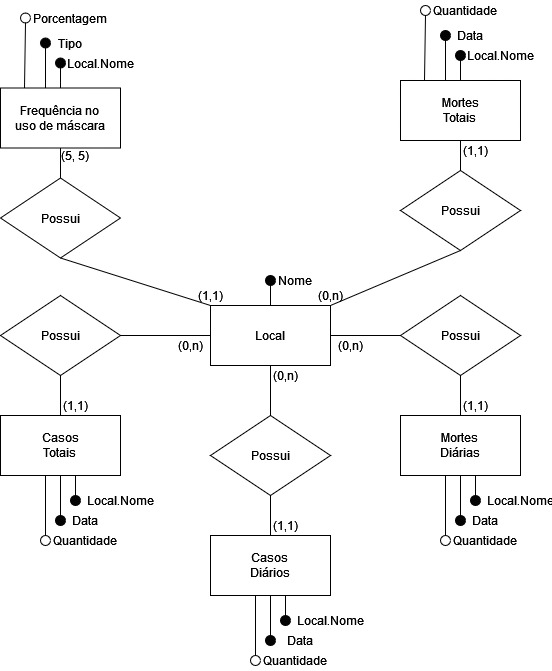 Porcentagem
Tipo
Local.Nome
Frequência no
uso de máscara
(5, 5)
Possui
(1,1)
Quantidade
Data
Local.Nome
Mortes
Totais
(1,1)
Possui
(0,n)
Nome
Local
Possui
(0,n)
(1,1)
Casos
Totais
Local.Nome
Data
Quantidade
(0,n)
Possui
(1,1)
Casos
Diários
Local.Nome
Data
Quantidade
(0,n)
Possui
(1,1)
Mortes
Diárias
Local.Nome
Data
Quantidade